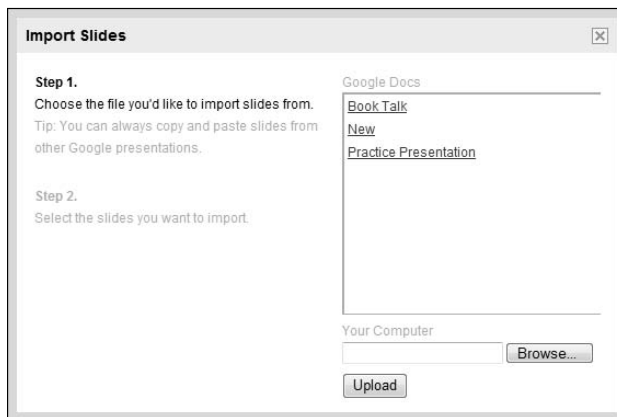 Import Slides
Step 1.
Choose the file you'd like to import slides from.
Tip: You can always copy and paste slides from
other Google presentations.
Step 2.
Select the slides you want to import.
Google Docs
Book Talk
New
Practice Presentation
Your Computer
Browse...
Upload